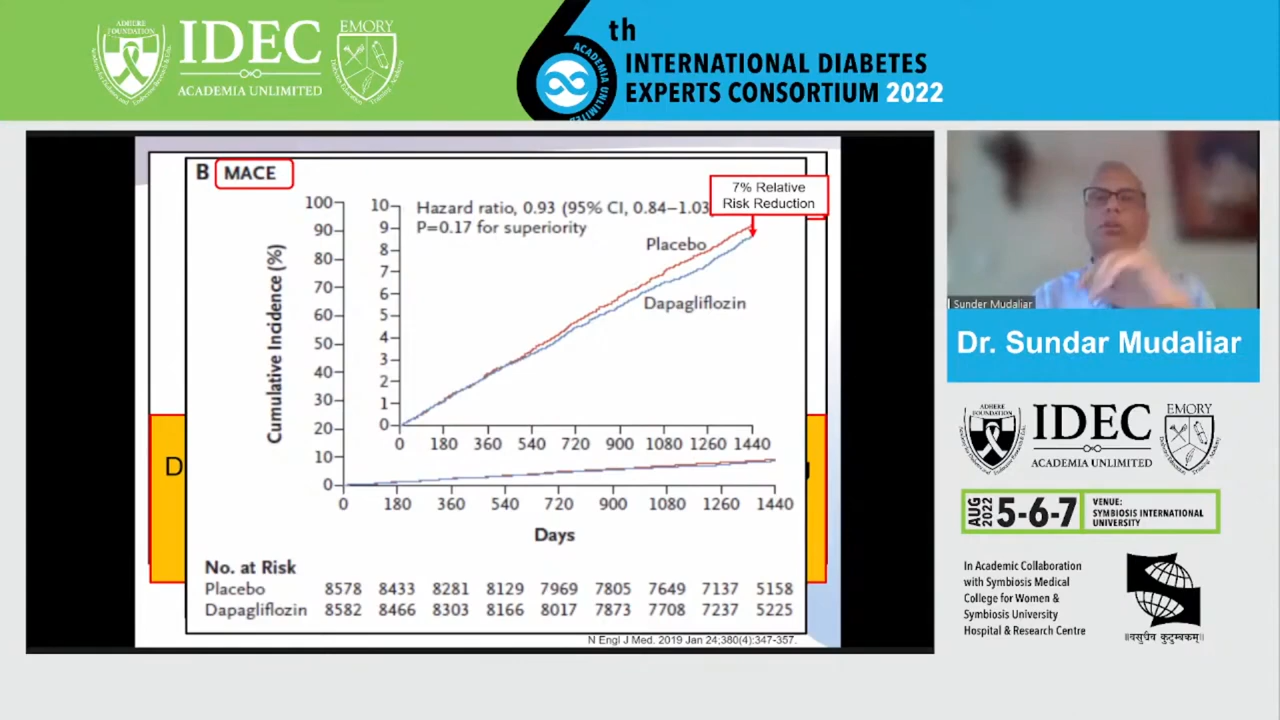 ADHERE
FOUNDATION
IDEC
ACADEMIA UNLIMITED
EMORY
6th
ACADEMIA UNLIMITED
INTERNATIONAL DIABETES
EXPERTS CONSORTIUM 2022
B MACE
7% Relative
Risk Reduction
Hazard ratio, 0.93 (95% CI, 0.84–1.03
P=0.17 for superiority
Placebo
Dapagliflozin
Cumulative Incidence (%)
100
90
80
70
60
50
40
30
20
10
0
10
9
8
7
6
5
4
3
2
1
0
0 180 360 540 720 900 1080 1260 1440
0 180 360 540 720 900 1080 1260 1440
Days
D
No. at Risk
Placebo 8578 8433 8281 8129 7969 7805 7649 7137 5158
Dapagliflozin 8582 8466 8303 8166 8017 7873 7708 7237 5225
N Engl J Med. 2019 Jan 24;380(4):347-357.
Sunder Mudaliar
Dr. Sundar Mudaliar
ADHERE
FOUNDATION
IDEC
ACADEMIA UNLIMITED
EMORY
AUG 2022
5-6-7
VENUE:
SYMBIOSIS INTERNATIONAL
UNIVERSITY
In Academic Collaboration
with Symbiosis Medical
College for Women &
Symbiosis University
Hospital & Research Centre
॥वसुधैव कुटुम्बकम्॥